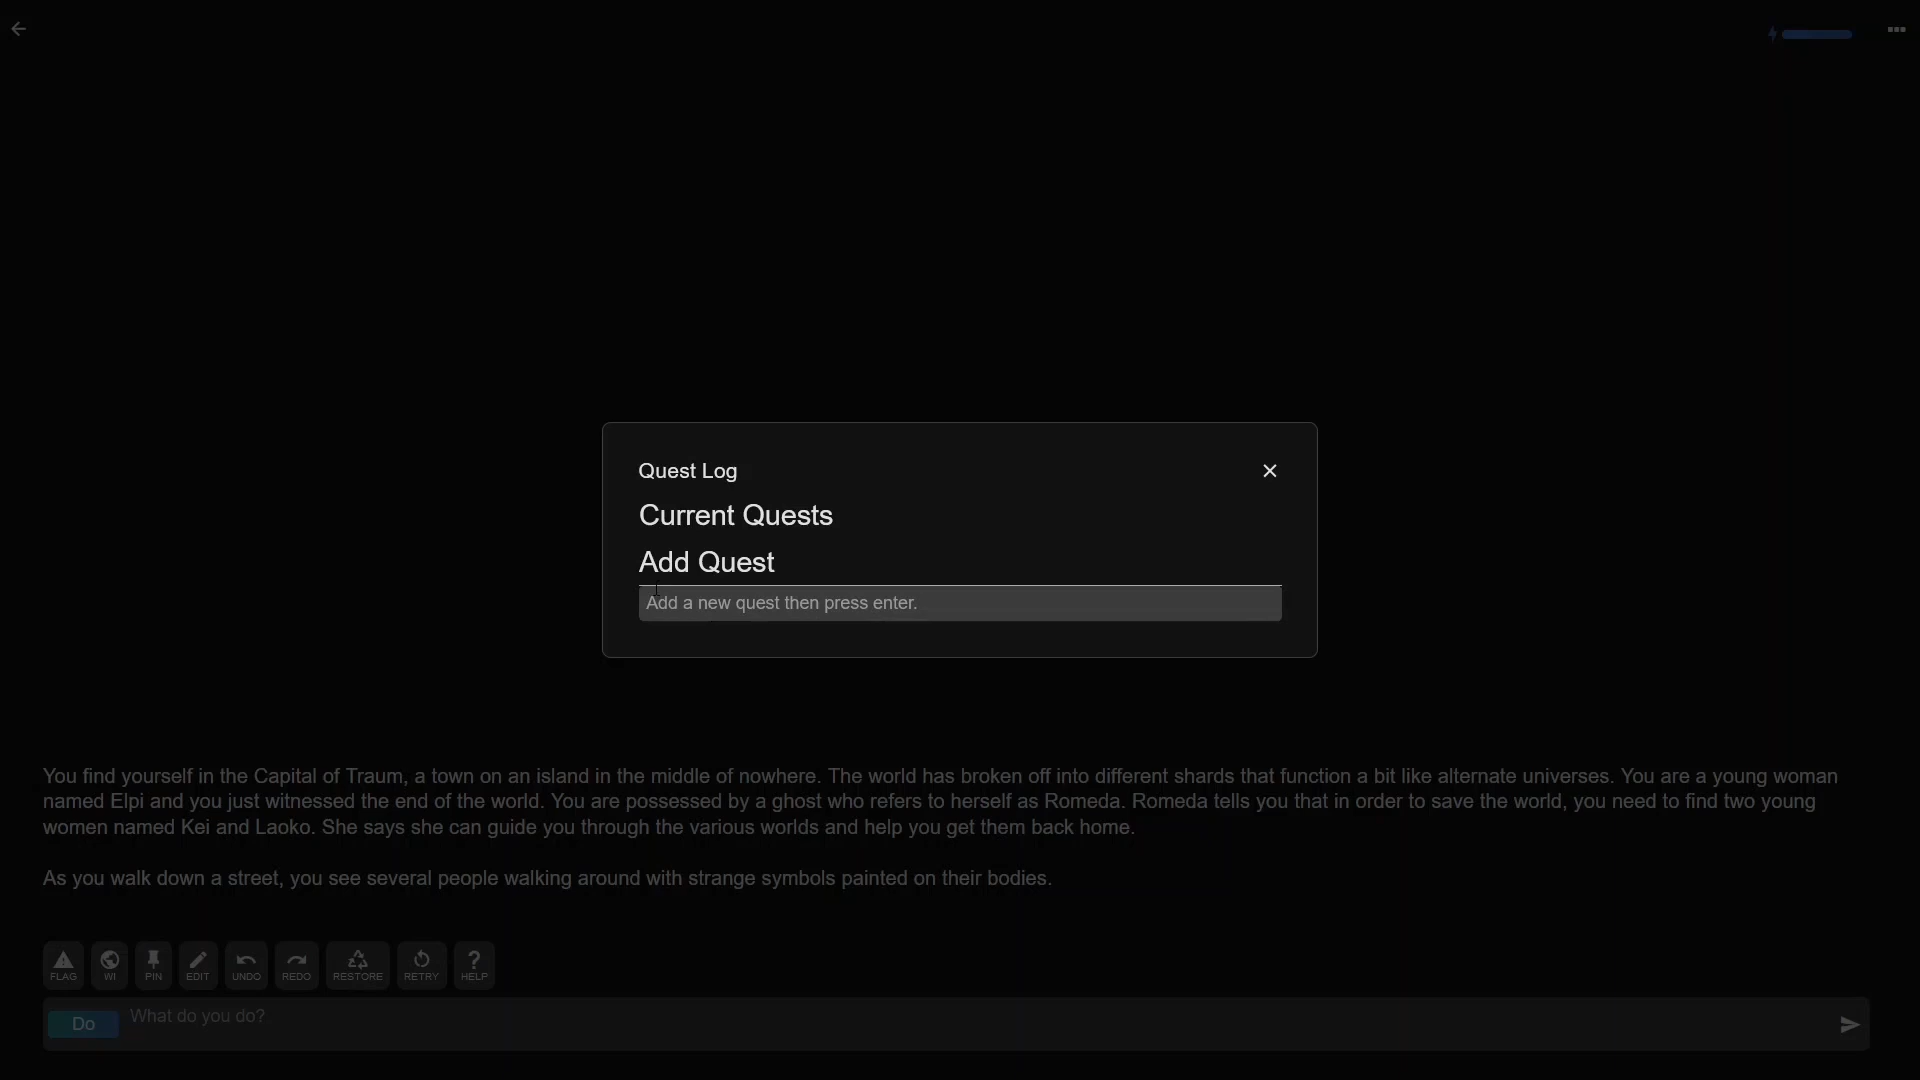 Quest Log
Current Quests
Add Quest
Add a new quest then press enter.
You find yourself in the Capital of Traum, a town on an island in the middle of nowhere. The world has broken off into different shards that function a bit like alternate universes. You are a young woman
named Elpi and you just witnessed the end of the world. You are possessed by a ghost who refers to herself as Romeda. Romeda tells you that in order to save the world, you need to find two young
women named Kei and Laoko. She says she can guide you through the various worlds and help you get them back home.
As you walk down a street, you see several people walking around with strange symbols painted on their bodies.
FLAG WI PIN EDIT UNDO REDO RESTORE RETRY HELP
Do What do you do?